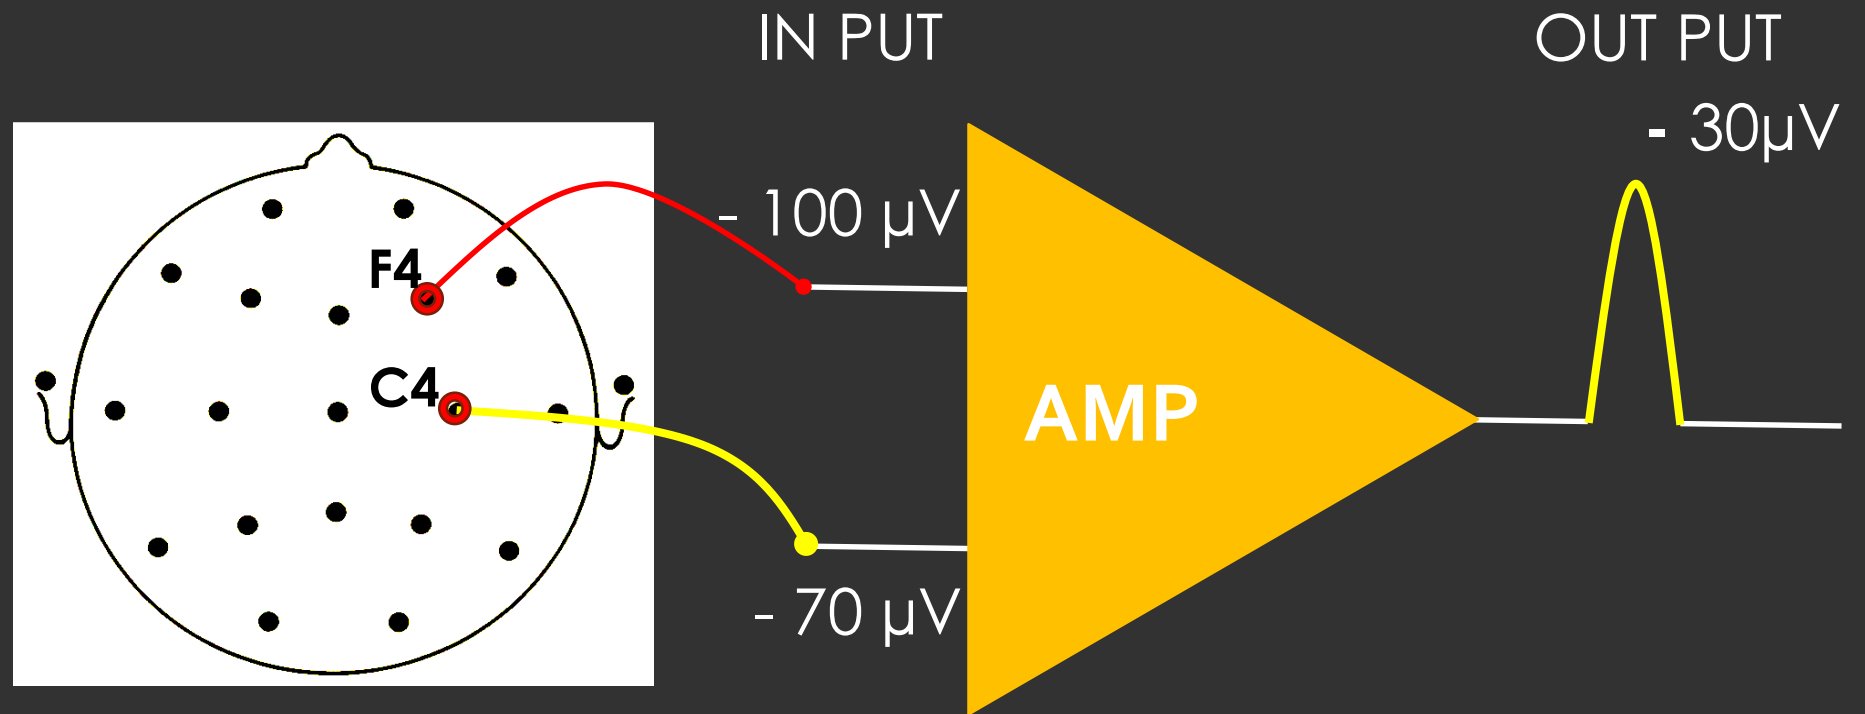 IN PUT
OUT PUT
- 30µV
- 100 µV
F4
C4
AMP
- 70 µV